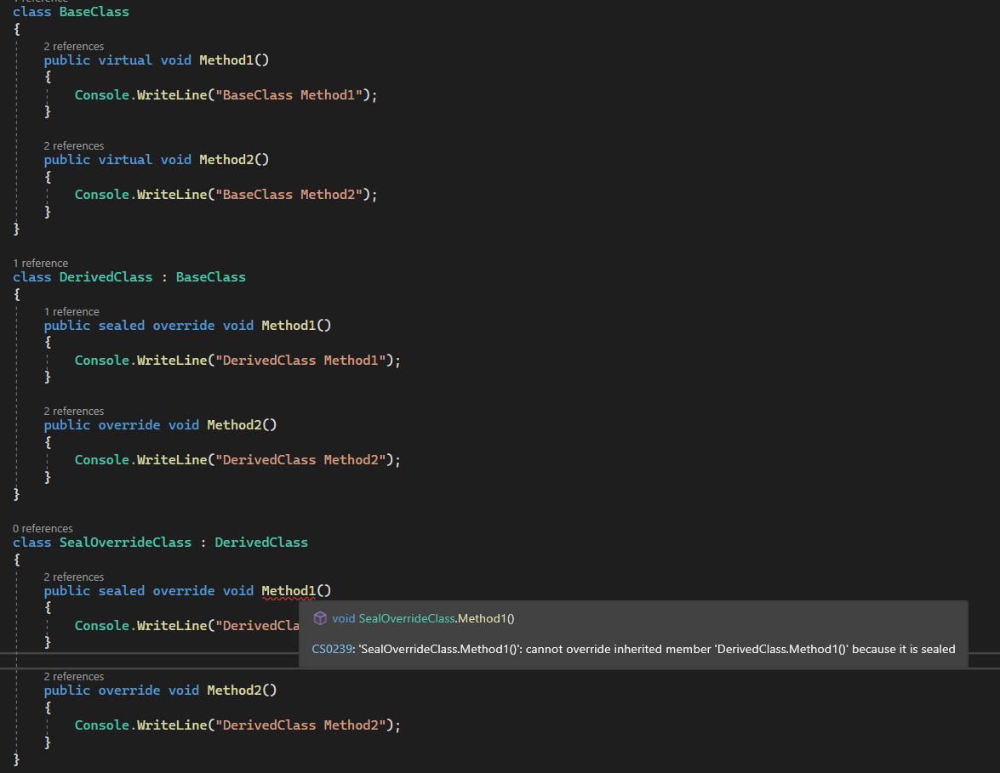 1 reference
class BaseClass
{
2 references
public virtual void Method1()
{
Console.WriteLine("BaseClass Method1");
}
2 references
public virtual void Method2()
{
Console.WriteLine("BaseClass Method2");
}
}
1 reference
class DerivedClass : BaseClass
{
1 reference
public sealed override void Method1()
{
Console.WriteLine("DerivedClass Method1");
}
2 references
public override void Method2()
{
Console.WriteLine("DerivedClass Method2");
}
}
0 references
class SealOverrideClass : DerivedClass
{
2 references
public sealed override void Method1()
{
void SealOverrideClass.Method1()
Console.WriteLine("DerivedCla
}
CS0239: 'SealOverrideClass.Method1()': cannot override inherited member 'DerivedClass.Method1()' because it is sealed
2 references
public override void Method2()
{
Console.WriteLine("DerivedClass Method2");
}
}